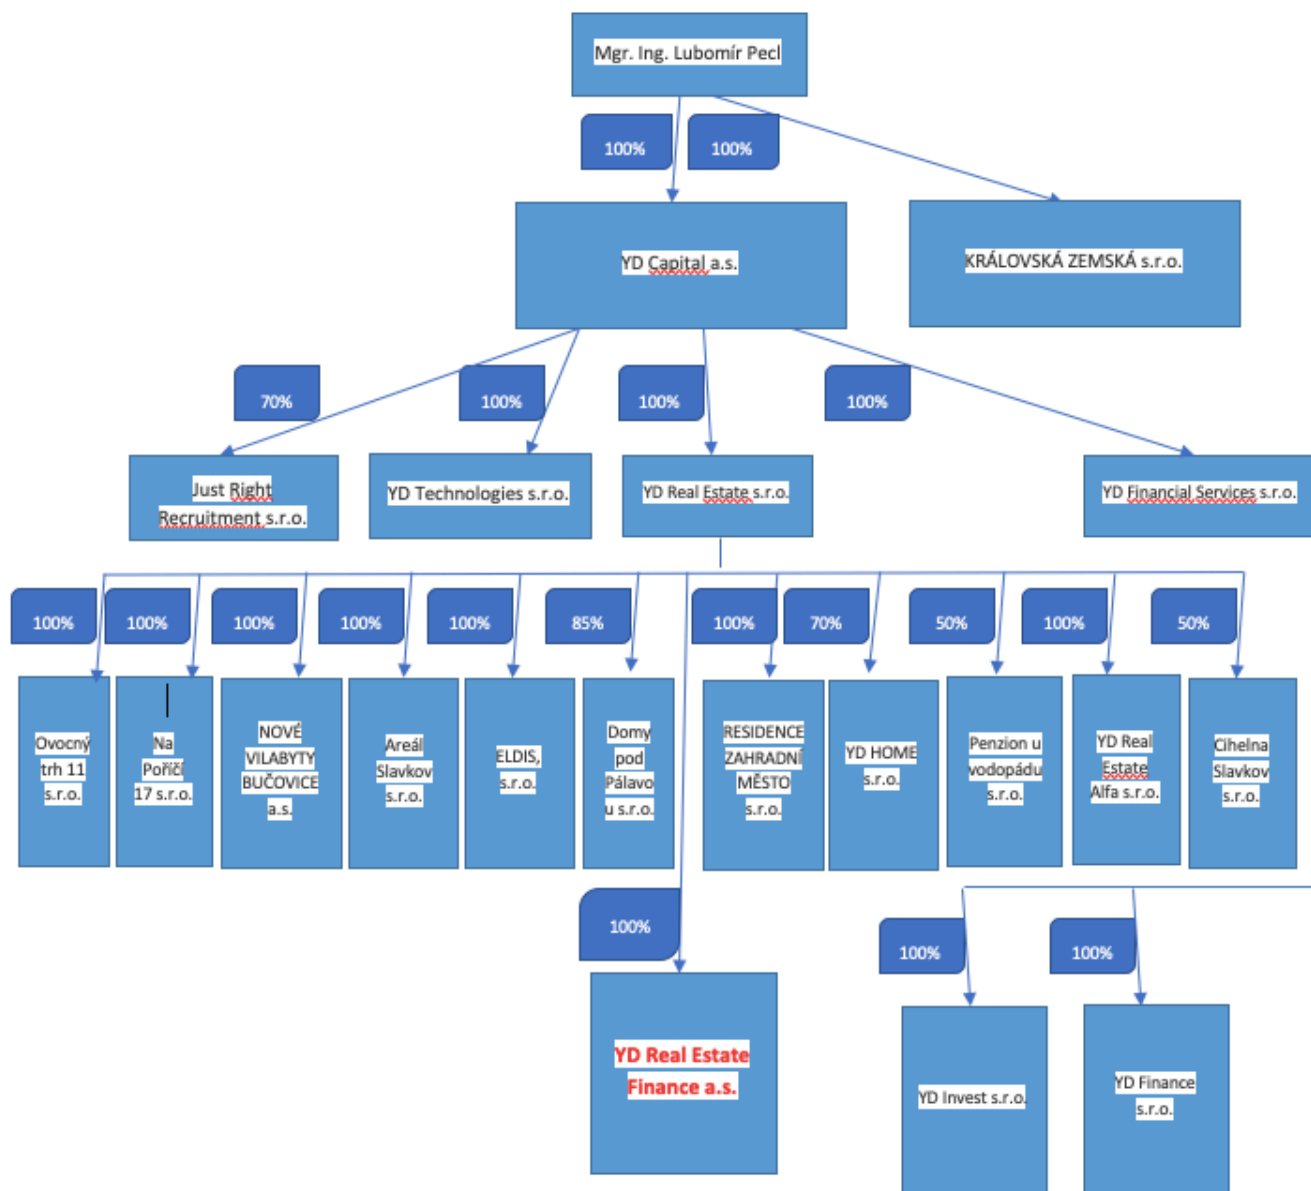 Mgr. Ing. Lubomír Pecl
100%
100%
YD Capital a.s.
KRÁLOVSKÁ ZEMSKÁ s.r.o.
70%
100%
100%
100%
Just Right
Recruitment s.r.o.
YD Technologies s.r.o.
YD Real Estate s.r.o.
YD Financial Services s.r.o.
100%
100%
100%
100%
100%
85%
100%
70%
50%
100%
50%
Ovocný
trh 11
s.r.o.
Na
Poříčí
17 s.r.o.
NOVÉ
VILABYTY
BUČOVICE
a.s.
Areál
Slavkov
s.r.o.
ELDIS,
s.r.o.
Domy
pod
Pálavo
u s.r.o.
RESIDENCE
ZAHRADNÍ
MĚSTO
s.r.o.
YD HOME
s.r.o.
Penzion u
vodopádu
s.r.o.
YD Real
Estate
Alfa s.r.o.
Cihelna
Slavkov
s.r.o.
100%
100%
100%
YD Real Estate
Finance a.s.
YD Invest s.r.o.
YD Finance
s.r.o.